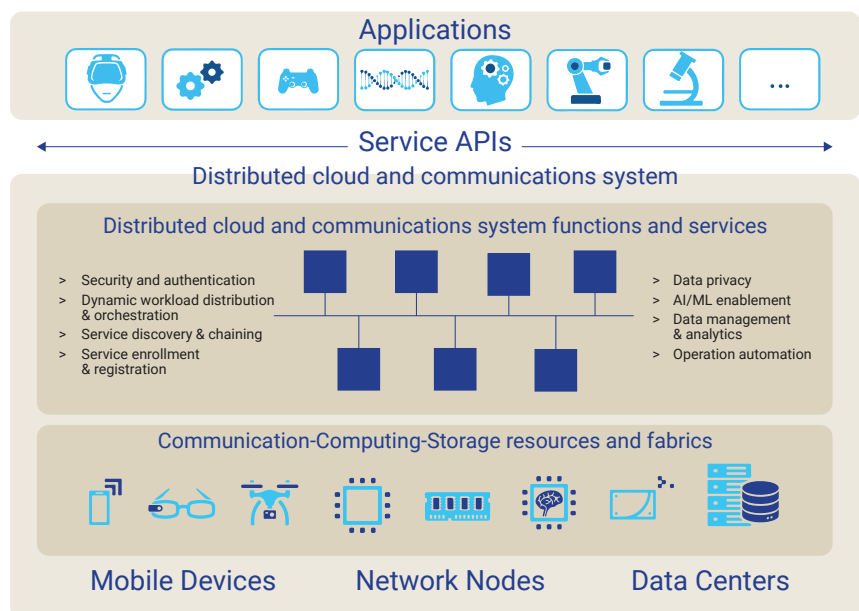 Applications
...
Service APIs
Distributed cloud and communications system
Distributed cloud and communications system functions and services
> Security and authentication
> Dynamic workload distribution
& orchestration
> Service discovery & chaining
> Service enrollment
& registration
> Data privacy
> AI/ML enablement
> Data management
& analytics
> Operation automation
Communication-Computing-Storage resources and fabrics
Mobile Devices
Network Nodes
Data Centers